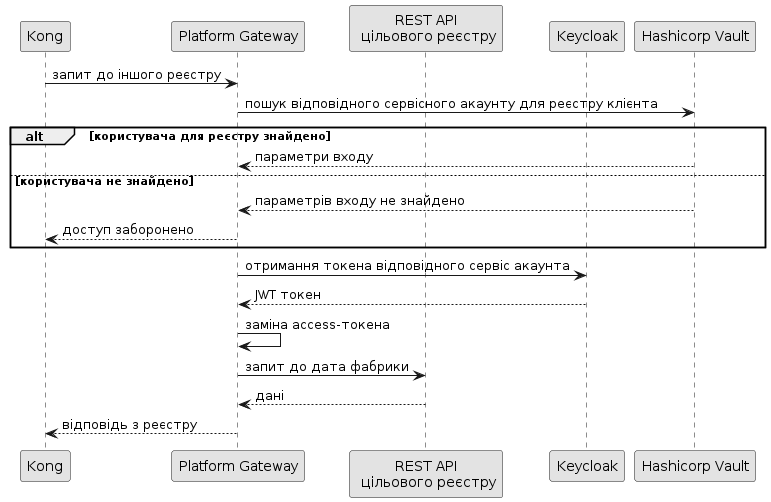 Kong
Platform Gateway
REST API
цільового реєстру
Keycloak
Hashicorp Vault
запит до іншого реєстру
пошук відповідного сервісного акаунту для реєстру клієнта
alt
[користувача для реєстру знайдено]
параметри входу
[користувача не знайдено]
параметрів входу не знайдено
доступ заборонено
отримання токена відповідного сервіс акаунта
JWT токен
заміна access-токена
запит до дата фабрики
дані
відповідь з реєстру
Kong
Platform Gateway
REST API
цільового реєстру
Keycloak
Hashicorp Vault